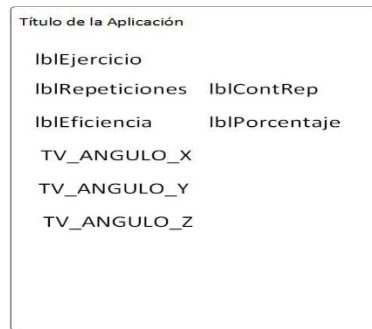 Título de la Aplicación
lblEjercicio
lblRepeticiones lblContRep
lblEficiencia lblPorcentaje
TV_ANGULO_X
TV_ANGULO_Y
TV_ANGULO_Z